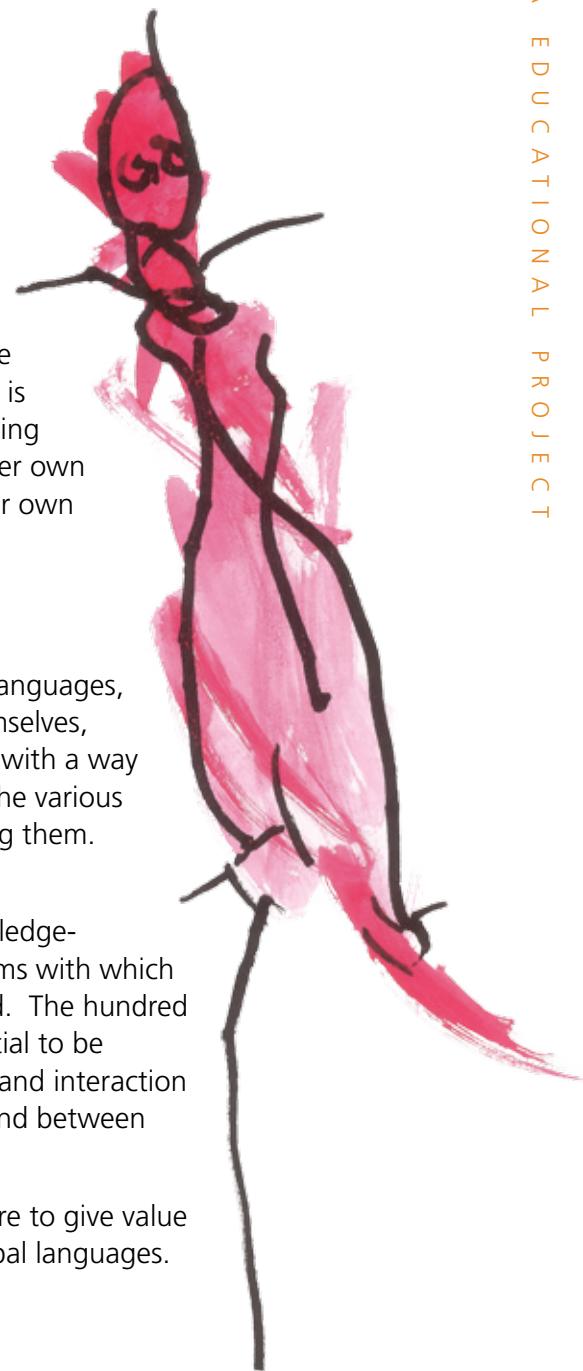 EDUCATIONAL PROJECT
e
is
ing
er own
r own
anguages,
mselves,
with a way
he various
g them.
ledge-
ms with which
d. The hundred
tial to be
and interaction
nd between
re to give value
bal languages.